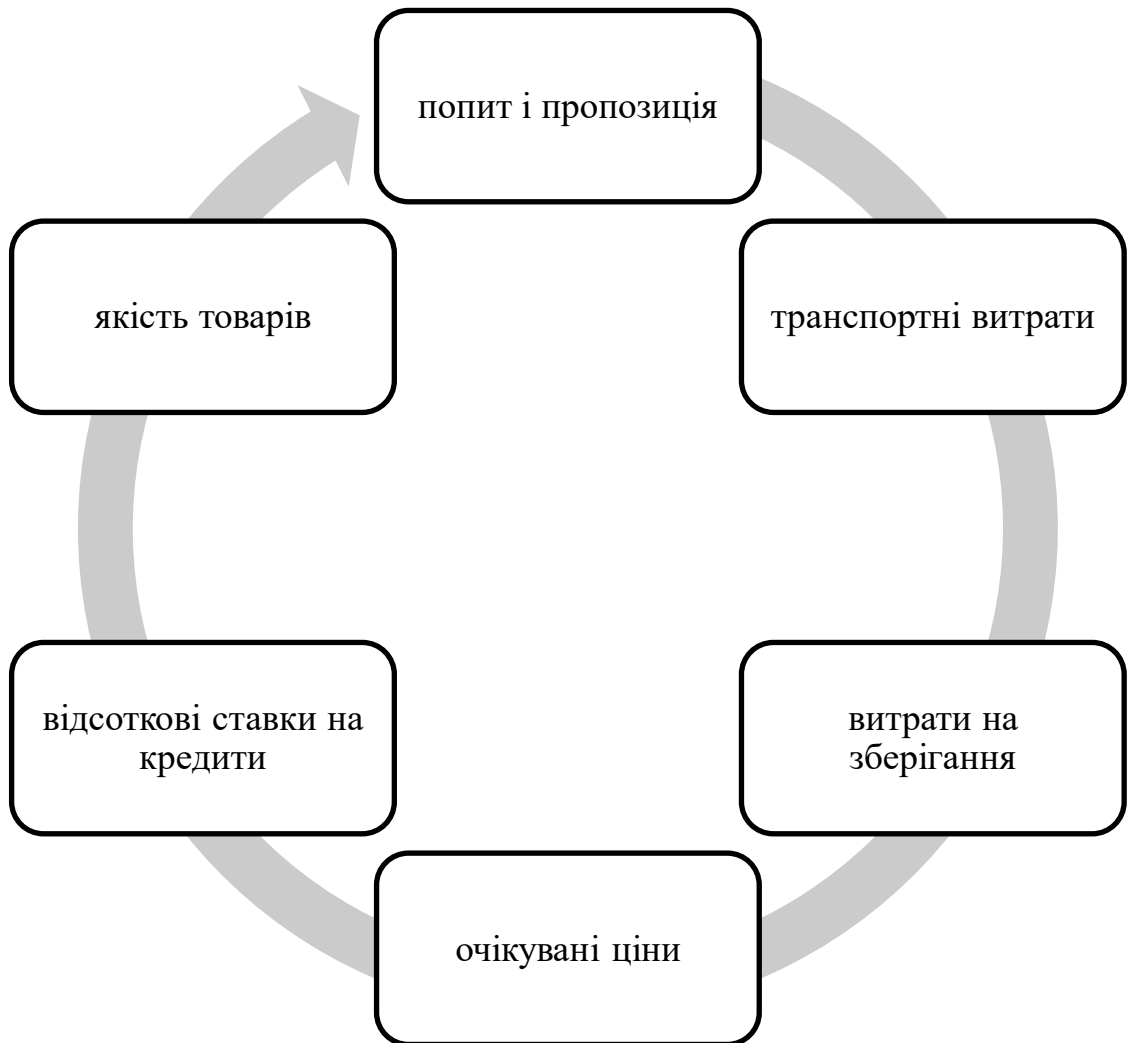 попит і пропозиція
транспортні витрати
витрати на
зберігання
очікувані ціни
відсоткові ставки на
кредити
якість товарів